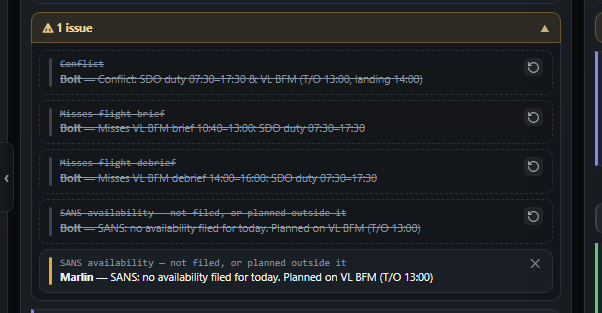 ⚠ 1 issue ▲
Conflict
Bolt — Conflict: SDO duty 07:30–17:30 & VL BFM (T/O 13:00, landing 14:00)
Misses flight brief
Bolt — Misses VL BFM brief 10:40–13:00: SDO duty 07:30–17:30
Misses flight debrief
Bolt — Misses VL BFM debrief 14:00–16:00: SDO duty 07:30–17:30
SANS availability — not filed, or planned outside it
Bolt — SANS: no availability filed for today. Planned on VL BFM (T/O 13:00)
SANS availability — not filed, or planned outside it
Marlin — SANS: no availability filed for today. Planned on VL BFM (T/O 13:00)